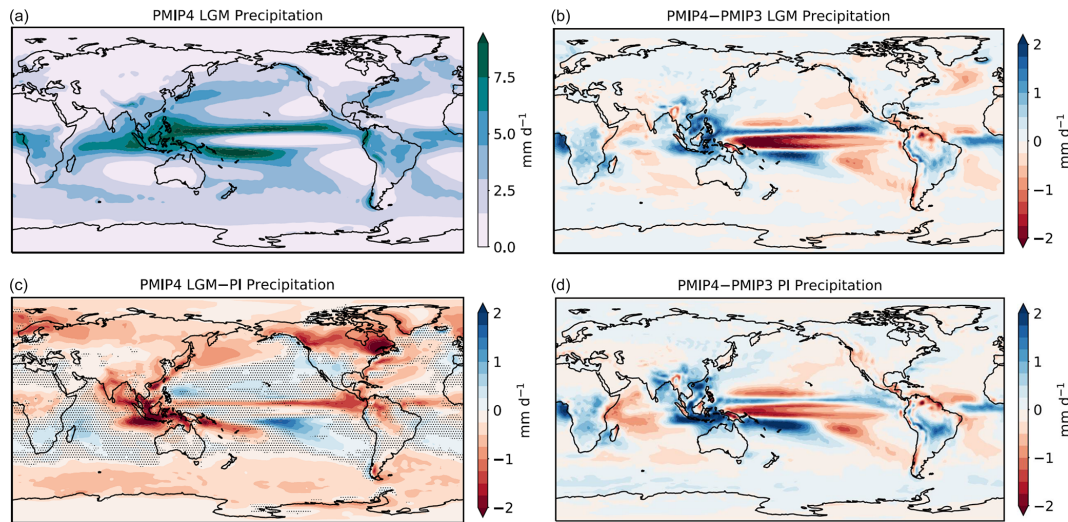 (a) PMIP4 LGM Precipitation
7.5
5.0
2.5
0.0
mm d⁻¹
(b) PMIP4−PMIP3 LGM Precipitation
2
1
0
−1
−2
mm d⁻¹
(c) PMIP4 LGM−PI Precipitation
2
1
0
−1
−2
mm d⁻¹
(d) PMIP4−PMIP3 PI Precipitation
2
1
0
−1
−2
mm d⁻¹